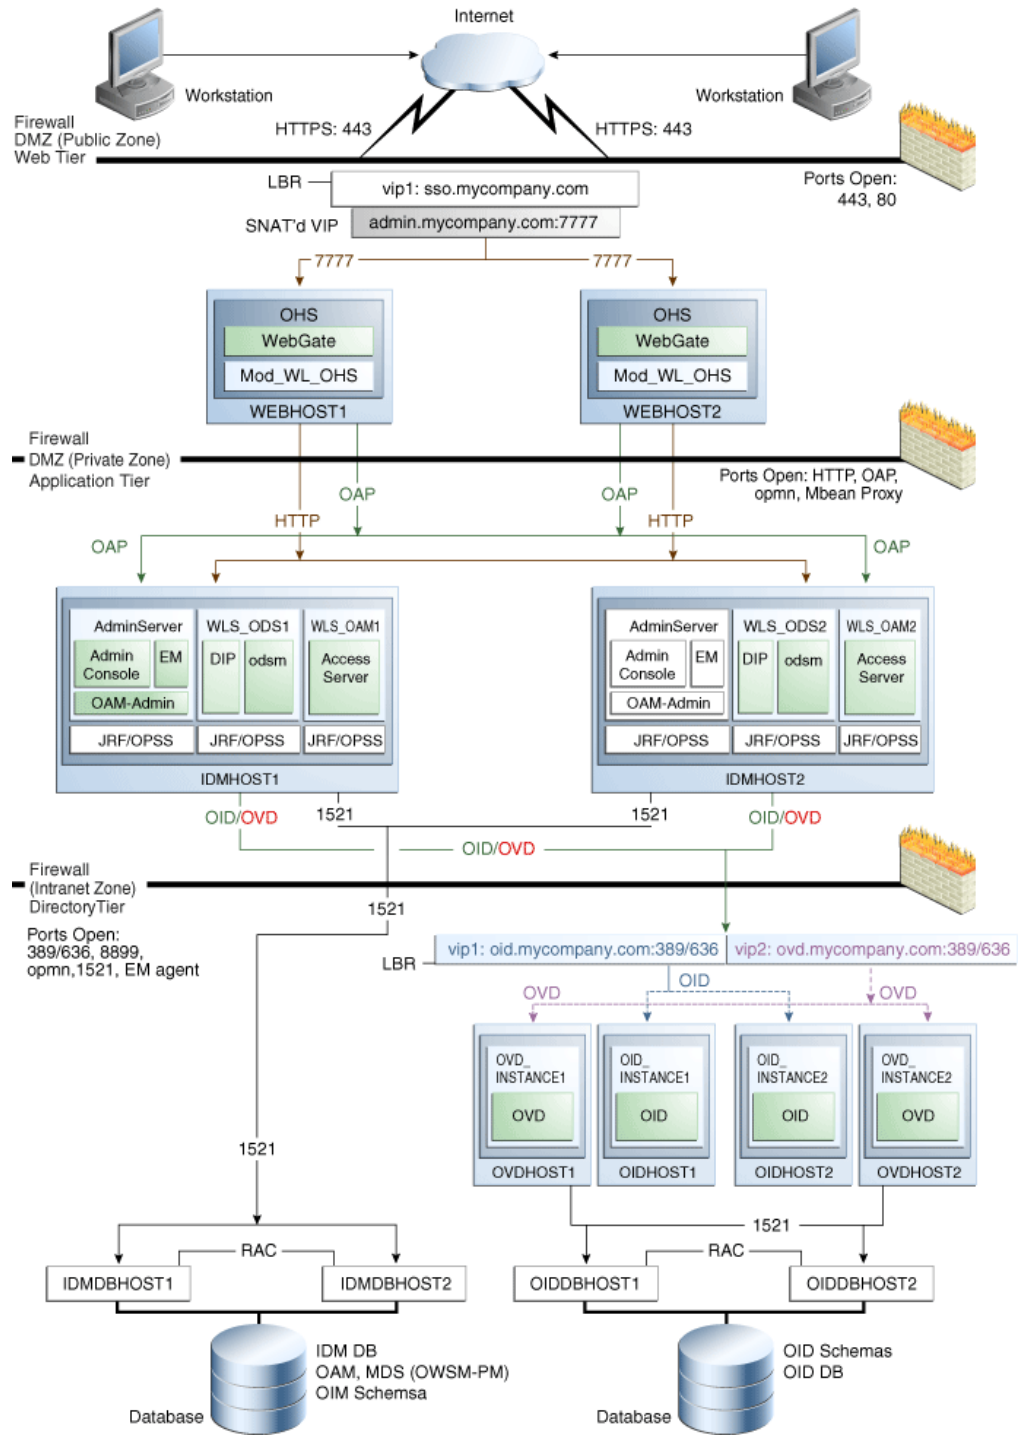 Internet
Workstation
Workstation
HTTPS: 443
HTTPS: 443
Firewall
DMZ (Public Zone)
Web Tier
Ports Open:
443, 80
LBR
vip1: sso.mycompany.com
SNAT'd VIP
admin.mycompany.com:7777
7777
7777
OHS
WebGate
Mod_WL_OHS
WEBHOST1
OHS
WebGate
Mod_WL_OHS
WEBHOST2
Firewall
DMZ (Private Zone)
Application Tier
Ports Open: HTTP, OAP,
opmn, Mbean Proxy
OAP
OAP
HTTP
HTTP
OAP
OAP
AdminServer
Admin
Console
EM
OAM-Admin
JRF/OPSS
WLS_ODS1
DIP
odsm
JRF/OPSS
WLS_OAM1
Access
Server
JRF/OPSS
IDMHOST1
AdminServer
Admin
Console
EM
OAM-Admin
JRF/OPSS
WLS_ODS2
DIP
odsm
JRF/OPSS
WLS_OAM2
Access
Server
JRF/OPSS
IDMHOST2
OID/OVD
1521
1521
OID/OVD
OID/OVD
Firewall
(Intranet Zone)
DirectoryTier
Ports Open:
389/636, 8899,
opmn,1521, EM agent
1521
vip1: oid.mycompany.com:389/636
vip2: ovd.mycompany.com:389/636
LBR
OVD
OID
OVD
OVD_
INSTANCE1
OVD
OVDHOST1
OID_
INSTANCE1
OID
OIDHOST1
OID_
INSTANCE2
OID
OIDHOST2
OVD_
INSTANCE2
OVD
OVDHOST2
1521
1521
RAC
RAC
IDMDBHOST1
IDMDBHOST2
OIDDBHOST1
OIDDBHOST2
IDM DB
OAM, MDS (OWSM-PM)
OIM Schemsa
Database
OID Schemas
OID DB
Database